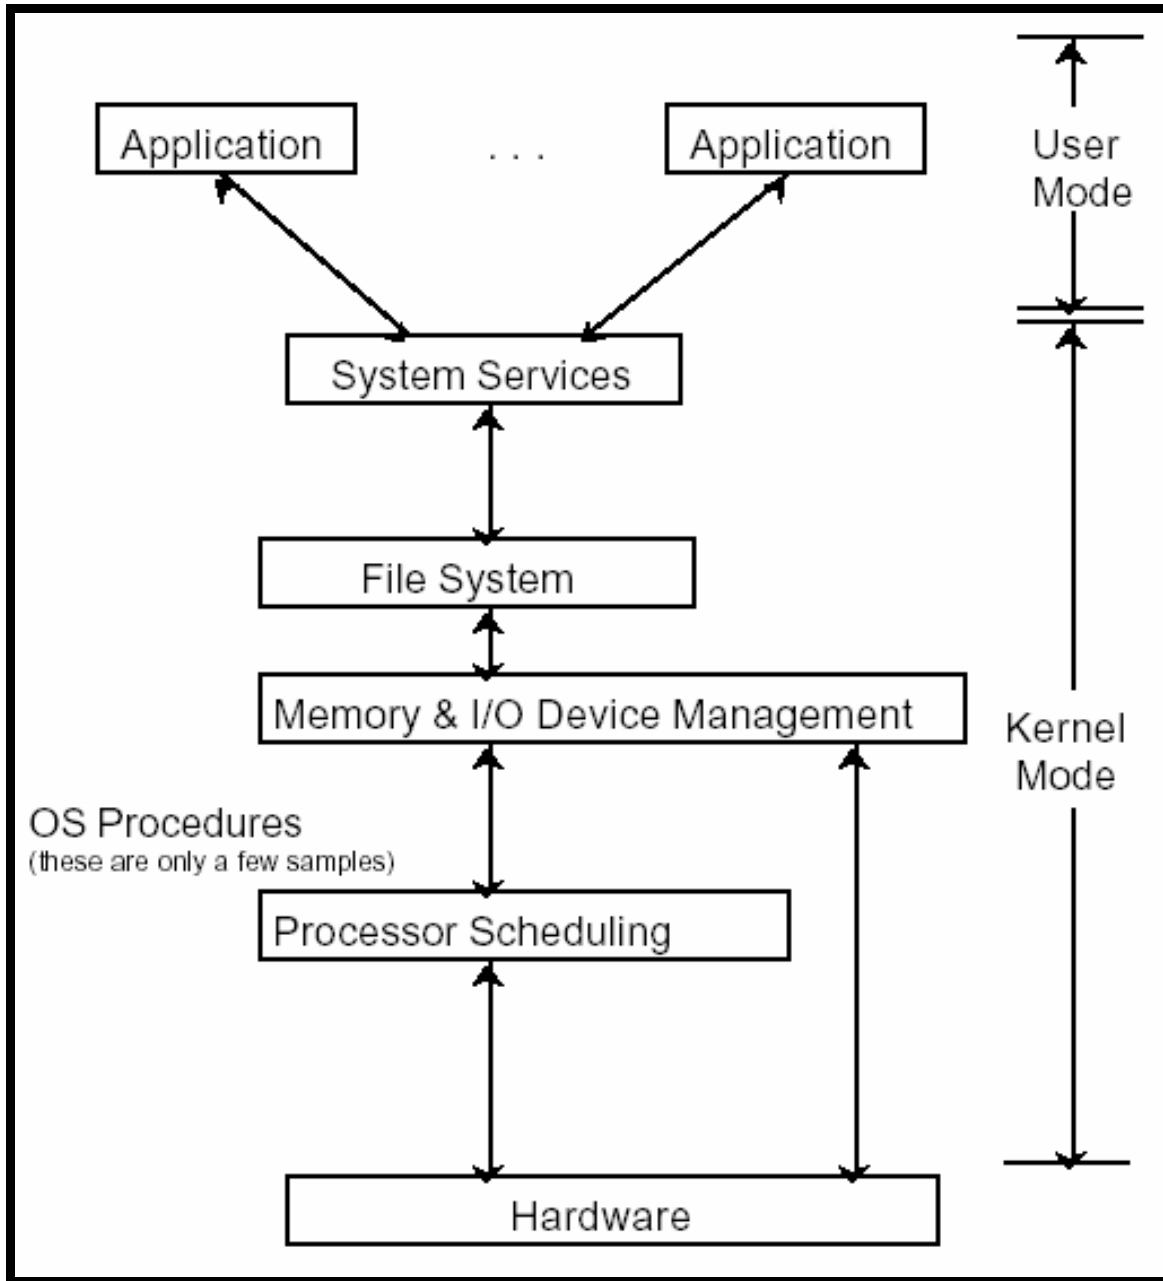 Application
. . .
Application
User
Mode
System Services
File System
Memory & I/O Device Management
Kernel
Mode
OS Procedures
(these are only a few samples)
Processor Scheduling
Hardware